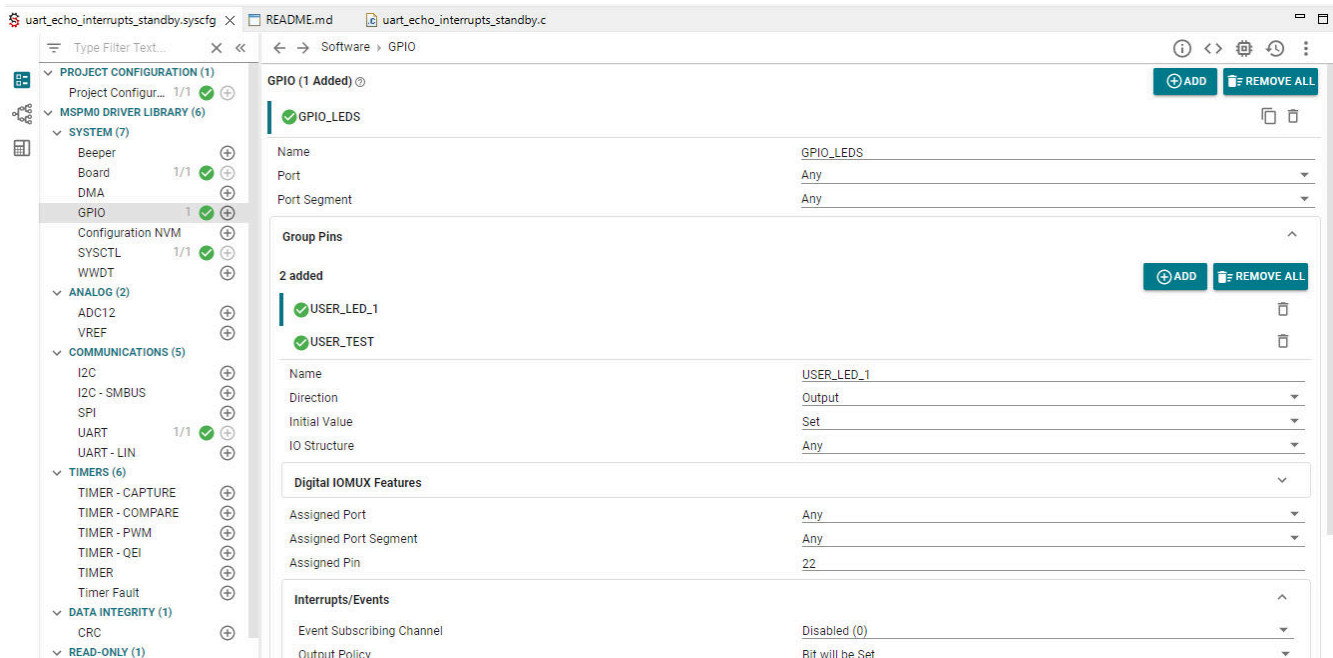 uart_echo_interrupts_standby.syscfg README.md uart_echo_interrupts_standby.c
Type Filter Text...
Software › GPIO
PROJECT CONFIGURATION (1)
Project Configur... 1/1
MSPM0 DRIVER LIBRARY (6)
SYSTEM (7)
Beeper
Board 1/1
DMA
GPIO 1
Configuration NVM
SYSCTL 1/1
WWDT
ANALOG (2)
ADC12
VREF
COMMUNICATIONS (5)
I2C
I2C - SMBUS
SPI
UART 1/1
UART - LIN
TIMERS (6)
TIMER - CAPTURE
TIMER - COMPARE
TIMER - PWM
TIMER - QEI
TIMER
Timer Fault
DATA INTEGRITY (1)
CRC
READ-ONLY (1)
GPIO (1 Added) ADD REMOVE ALL
GPIO_LEDS
Name GPIO_LEDS
Port Any
Port Segment Any
Group Pins
2 added ADD REMOVE ALL
USER_LED_1
USER_TEST
Name USER_LED_1
Direction Output
Initial Value Set
IO Structure Any
Digital IOMUX Features
Assigned Port Any
Assigned Port Segment Any
Assigned Pin 22
Interrupts/Events
Event Subscribing Channel Disabled (0)
Output Policy Bit will be Set